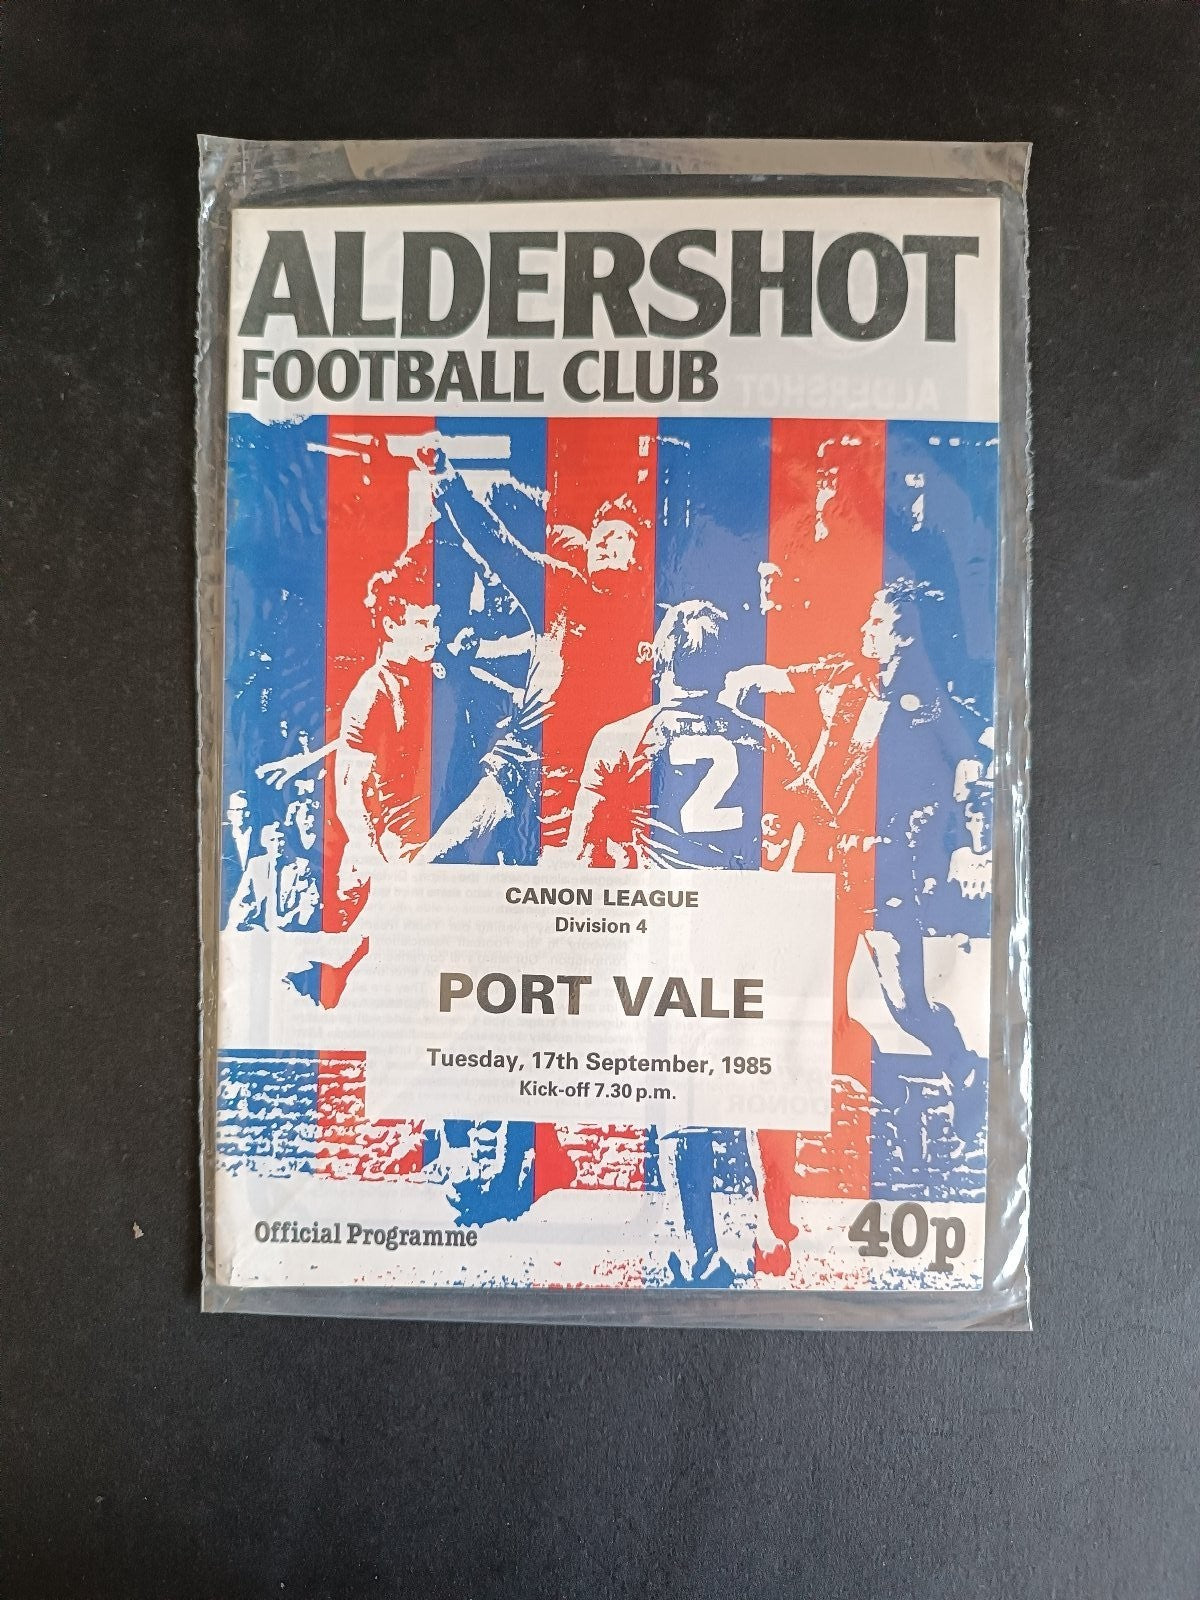 ALDERSHOT
FOOTBALL CLUB
2
CANON LEAGUE
Division 4
PORT VALE
Tuesday, 17th September, 1985
Kick-off 7.30 p.m.
Official Programme
40p